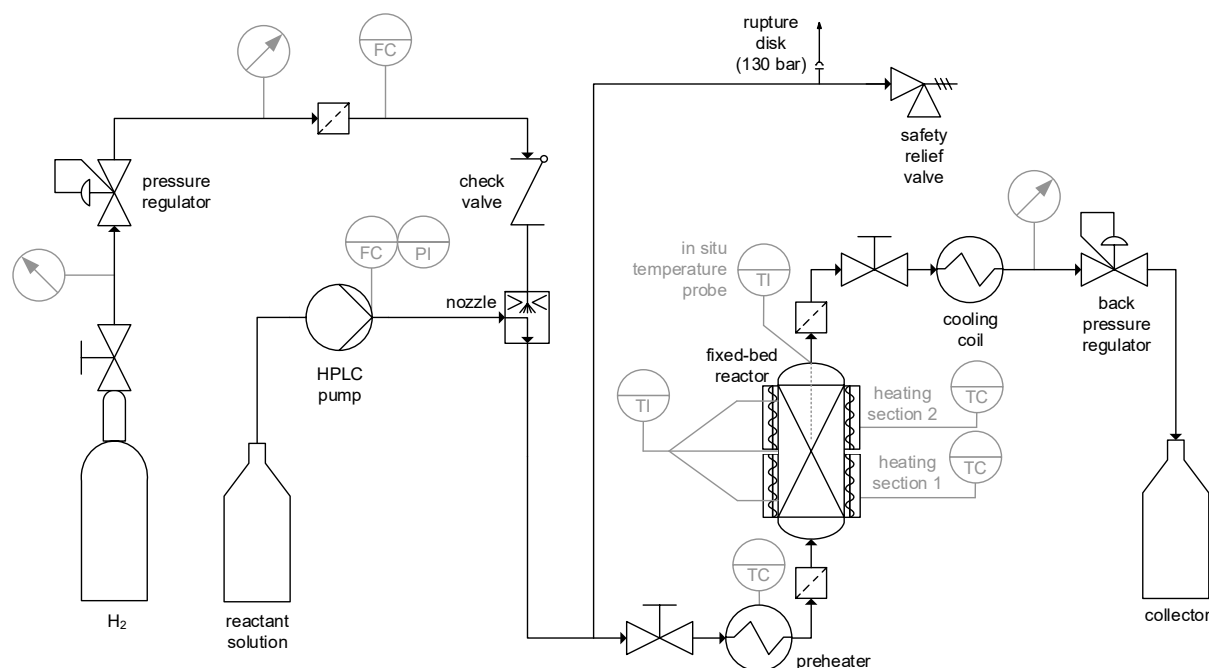 rupture
disk
(130 bar)
FC
safety
relief
valve
pressure
regulator
check
valve
FC
PI
in situ
temperature
probe
TI
nozzle
HPLC
pump
cooling
coil
back
pressure
regulator
fixed-bed
reactor
TI
heating
section 2
TC
heating
section 1
TC
TC
H₂
reactant
solution
preheater
collector